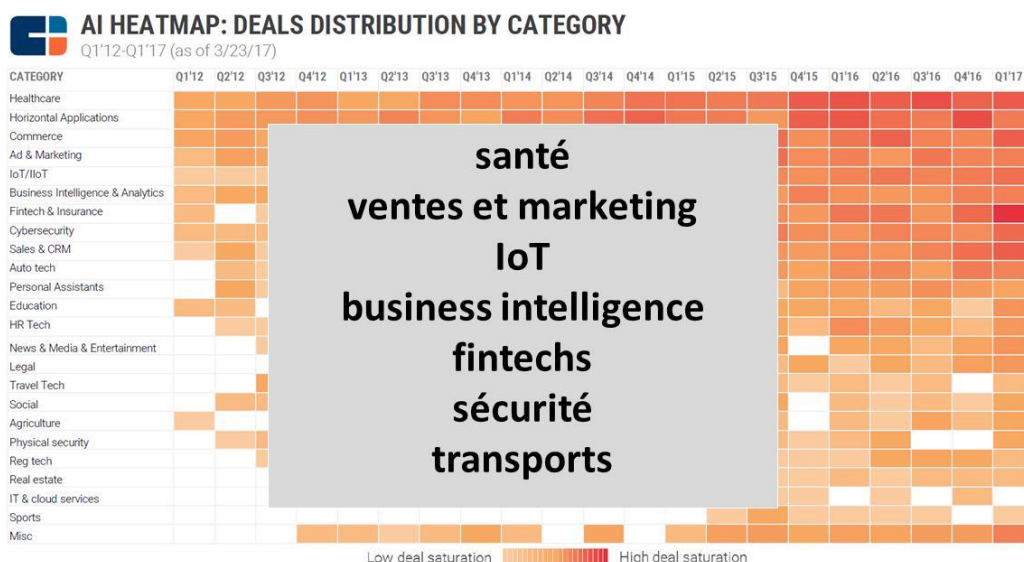 AI HEATMAP: DEALS DISTRIBUTION BY CATEGORY
Q1'12-Q1'17 (as of 3/23/17)
CATEGORY Q1'12 Q2'12 Q3'12 Q4'12 Q1'13 Q2'13 Q3'13 Q4'13 Q1'14 Q2'14 Q3'14 Q4'14 Q1'15 Q2'15 Q3'15 Q4'15 Q1'16 Q2'16 Q3'16 Q4'16 Q1'17
Healthcare
Horizontal Applications
Commerce
Ad & Marketing
IoT/IIoT
Business Intelligence & Analytics
Fintech & Insurance
Cybersecurity
Sales & CRM
Auto tech
Personal Assistants
Education
HR Tech
News & Media & Entertainment
Legal
Travel Tech
Social
Agriculture
Physical security
Reg tech
Real estate
IT & cloud services
Sports
Misc
santé
ventes et marketing
IoT
business intelligence
fintechs
sécurité
transports
Low deal saturation High deal saturation